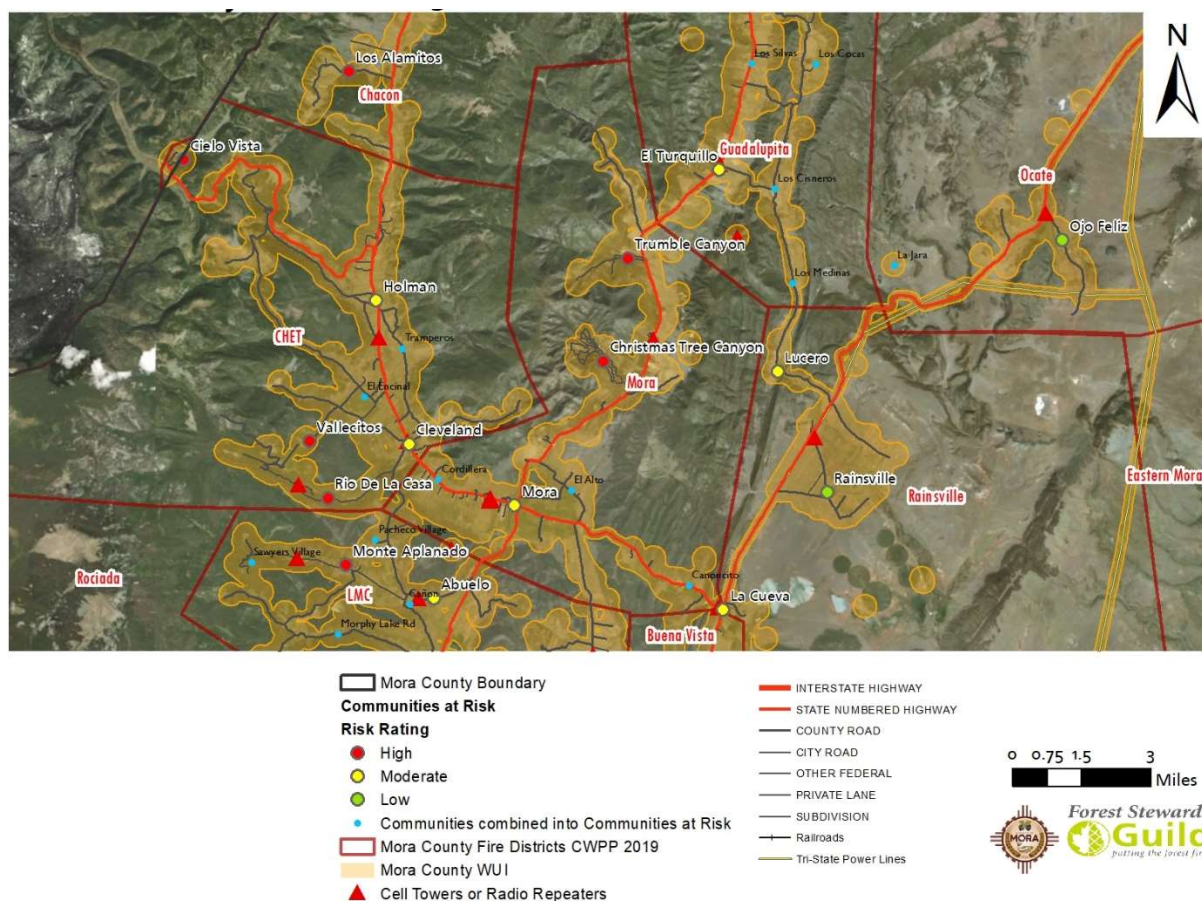 N
Los Alamitos
Chacon
Los Silvas
Los Cocas
Cielo Vista
El Turquillo
Guadalupita
Los Cisneros
Ocate
Ojo Feliz
Trumble Canyon
La Jara
Los Medinas
Holman
CHET
Tramperos
Christmas Tree Canyon
Mora
Lucero
El Encinal
Vallecitos
Cleveland
Cordillera
Rio De La Casa
Mora
El Alto
Rainsville
Rainsville
Eastern Mora
Pacheco Village
Sawyers Village
Monte Aplanado
Rociada
LMC
Cañon
Abuelo
Canoncito
La Cueva
Morphy Lake Rd
Buena Vista
Mora County Boundary
Communities at Risk
Risk Rating
High
Moderate
Low
Communities combined into Communities at Risk
Mora County Fire Districts CWPP 2019
Mora County WUI
Cell Towers or Radio Repeaters
INTERSTATE HIGHWAY
STATE NUMBERED HIGHWAY
COUNTY ROAD
CITY ROAD
OTHER FEDERAL
PRIVATE LANE
SUBDIVISION
Railroads
Tri-State Power Lines
0 0.75 1.5 3
Miles
MORA
Forest Steward
Guild
putting the forest fir